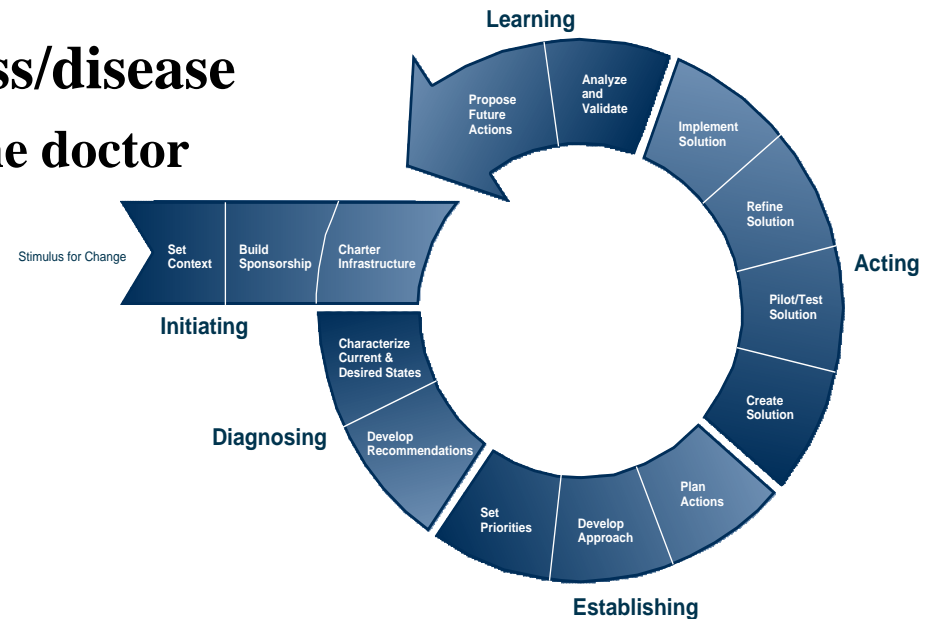 ss/disease
e doctor
Learning
Propose
Future
Actions
Analyze
and
Validate
Implement
Solution
Refine
Solution
Acting
Pilot/Test
Solution
Create
Solution
Stimulus for Change
Set
Context
Build
Sponsorship
Charter
Infrastructure
Initiating
Characterize
Current &
Desired States
Diagnosing
Develop
Recommendations
Set
Priorities
Develop
Approach
Plan
Actions
Establishing